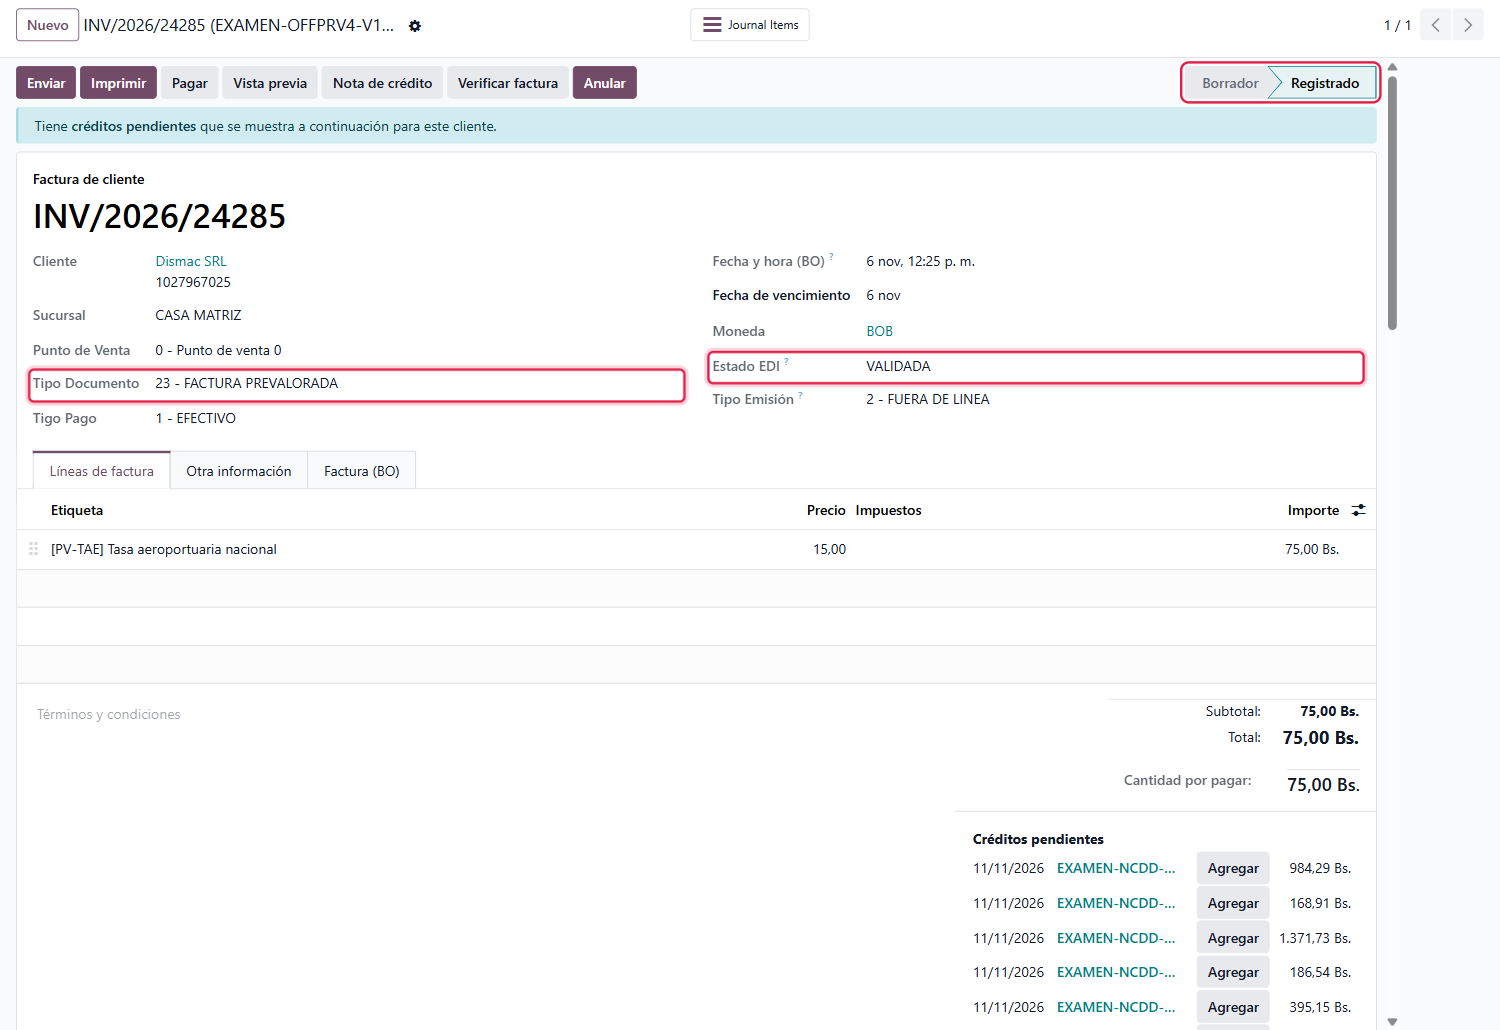 Nuevo INV/2026/24285 (EXAMEN-OFFPRV4-V1... Journal Items 1 / 1
Enviar Imprimir Pagar Vista previa Nota de crédito Verificar factura Anular Borrador Registrado
Tiene créditos pendientes que se muestra a continuación para este cliente.
Factura de cliente
INV/2026/24285
Cliente Dismac SRL
1027967025
Sucursal CASA MATRIZ
Punto de Venta 0 - Punto de venta 0
Tipo Documento 23 - FACTURA PREVALORADA
Tigo Pago 1 - EFECTIVO
Fecha y hora (BO) ? 6 nov, 12:25 p. m.
Fecha de vencimiento 6 nov
Moneda BOB
Estado EDI ? VALIDADA
Tipo Emisión ? 2 - FUERA DE LINEA
Líneas de factura Otra información Factura (BO)
Etiqueta Precio Impuestos Importe
[PV-TAE] Tasa aeroportuaria nacional 15,00 75,00 Bs.
Términos y condiciones
Subtotal: 75,00 Bs.
Total: 75,00 Bs.
Cantidad por pagar: 75,00 Bs.
Créditos pendientes
11/11/2026 EXAMEN-NCDD-... Agregar 984,29 Bs.
11/11/2026 EXAMEN-NCDD-... Agregar 168,91 Bs.
11/11/2026 EXAMEN-NCDD-... Agregar 1.371,73 Bs.
11/11/2026 EXAMEN-NCDD-... Agregar 186,54 Bs.
11/11/2026 EXAMEN-NCDD-... Agregar 395,15 Bs.